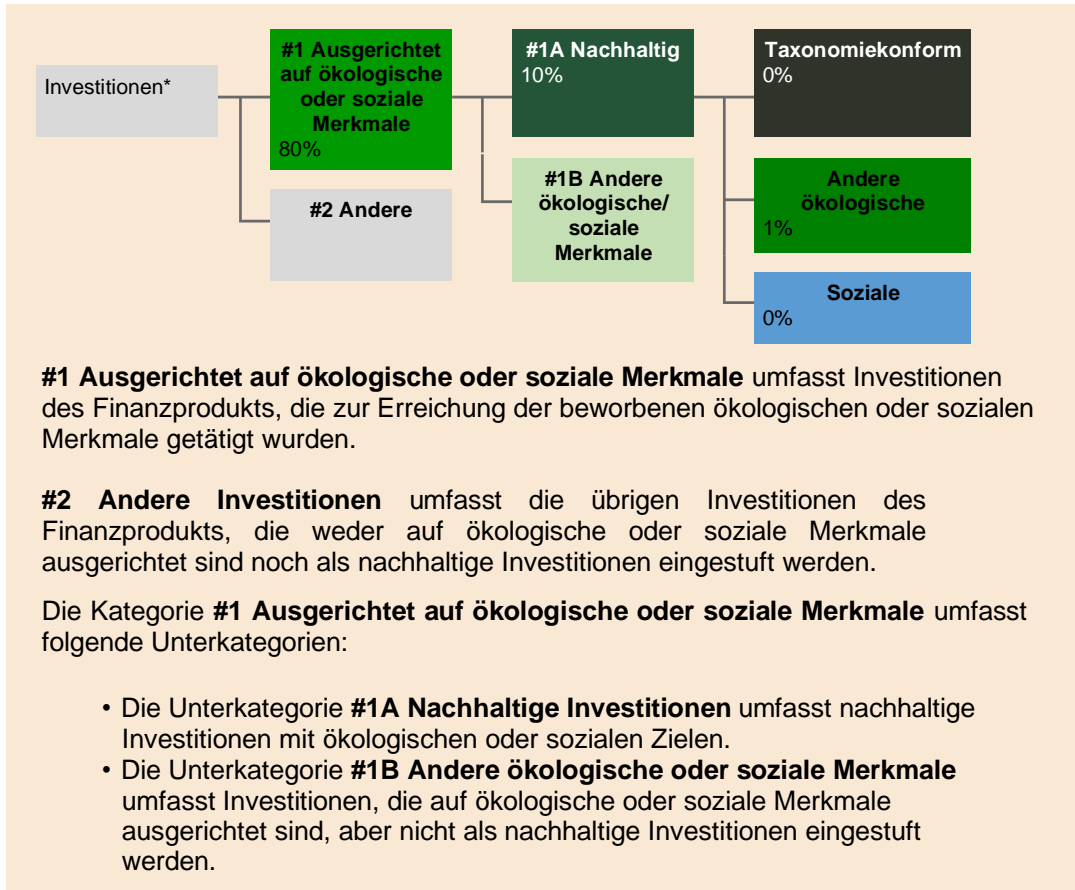 Investitionen*
#1 Ausgerichtet
auf ökologische
oder soziale
Merkmale
80%
#2 Andere
#1A Nachhaltig
10%
#1B Andere
ökologische/
soziale
Merkmale
Taxonomiekonform
0%
Andere
ökologische
1%
Soziale
0%
#1 Ausgerichtet auf ökologische oder soziale Merkmale umfasst Investitionen
des Finanzprodukts, die zur Erreichung der beworbenen ökologischen oder sozialen
Merkmale getätigt wurden.
#2 Andere Investitionen umfasst die übrigen Investitionen des
Finanzprodukts, die weder auf ökologische oder soziale Merkmale
ausgerichtet sind noch als nachhaltige Investitionen eingestuft werden.
Die Kategorie #1 Ausgerichtet auf ökologische oder soziale Merkmale umfasst
folgende Unterkategorien:
• Die Unterkategorie #1A Nachhaltige Investitionen umfasst nachhaltige
Investitionen mit ökologischen oder sozialen Zielen.
• Die Unterkategorie #1B Andere ökologische oder soziale Merkmale
umfasst Investitionen, die auf ökologische oder soziale Merkmale
ausgerichtet sind, aber nicht als nachhaltige Investitionen eingestuft
werden.